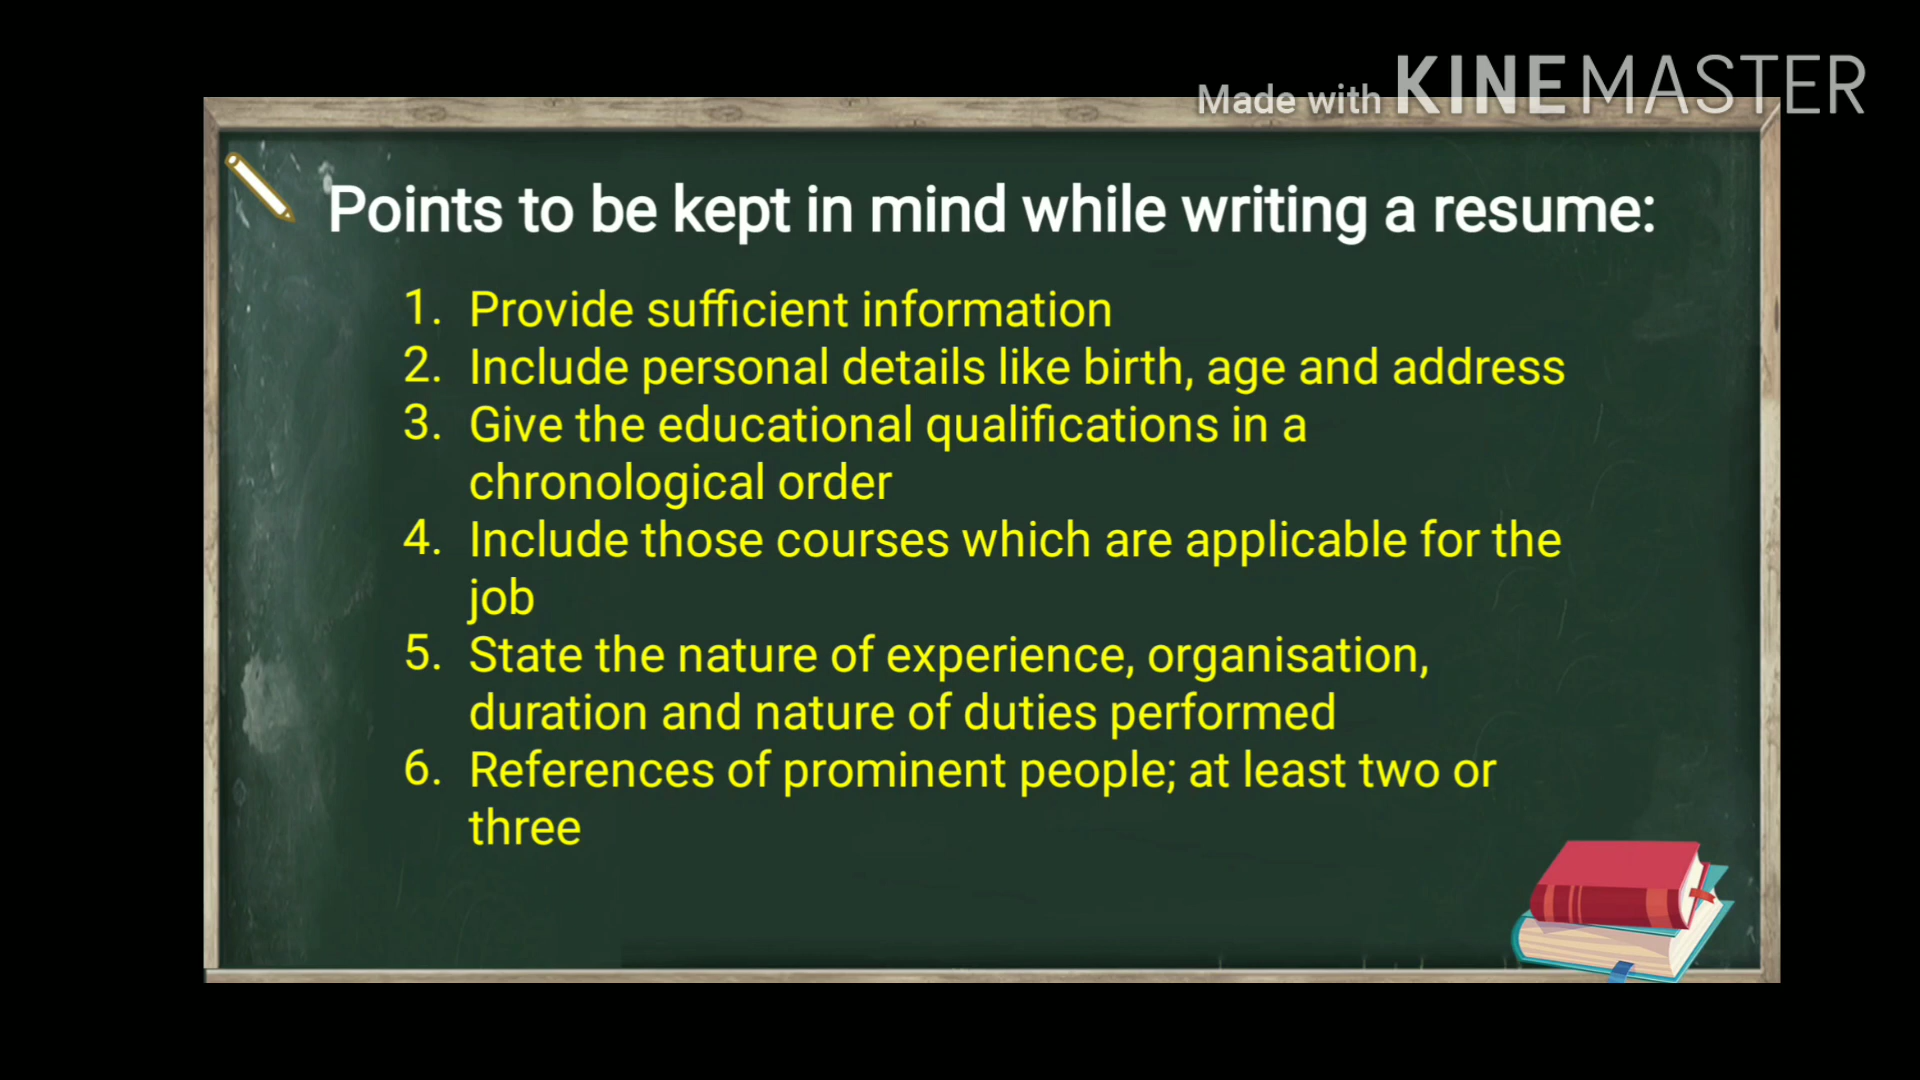 Made with KINEMASTER
Points to be kept in mind while writing a resume:
1. Provide sufficient information
2. Include personal details like birth, age and address
3. Give the educational qualifications in a
chronological order
4. Include those courses which are applicable for the
job
5. State the nature of experience, organisation,
duration and nature of duties performed
6. References of prominent people; at least two or
three